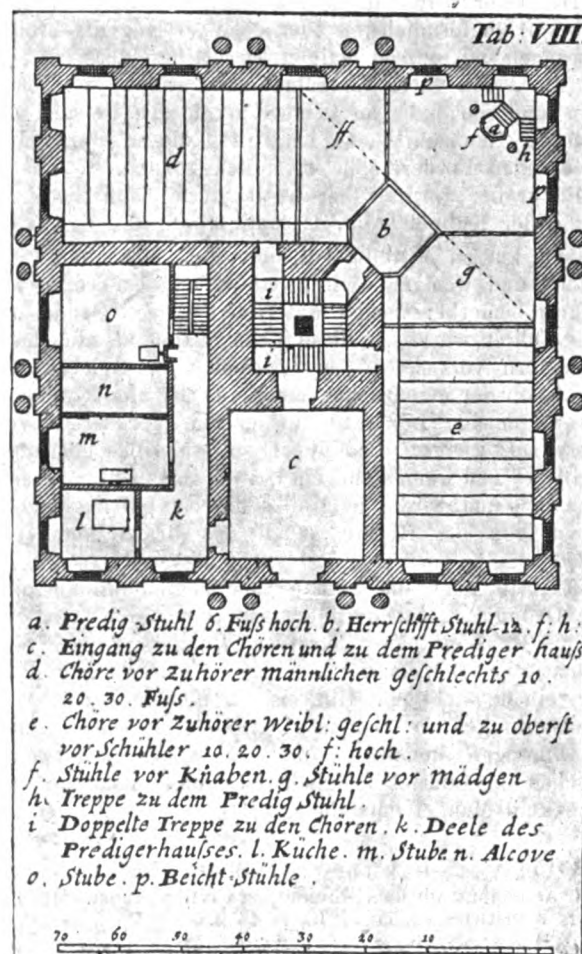 Tab: VIII
p
d
ff
f
a
h
b
p
g
o
i
i
n
m
e
c
l
k
a. Predig-Stuhl 6. Fuſs hoch. b. Herrſchfft Stuhl 12. f: h:
c. Eingang zu den Chören und zu dem Prediger hauſs
d. Chöre vor Zuhörer männlichen geſchlechts 10
20. 30. Fuſs.
e. Chöre vor Zuhörer Weibl: geſchl: und zu oberſt
vor Schühler 10. 20. 30. f: hoch.
f. Stühle vor Knaben. g. Stühle vor mädgen
h. Treppe zu dem Predig Stuhl.
i. Doppelte Treppe zu den Chören. k. Deele des
Predigerhauſses. l. Küche. m. Stube n. Alcove
o. Stube. p. Beicht-Stühle
70 60 50 40 30 20 10